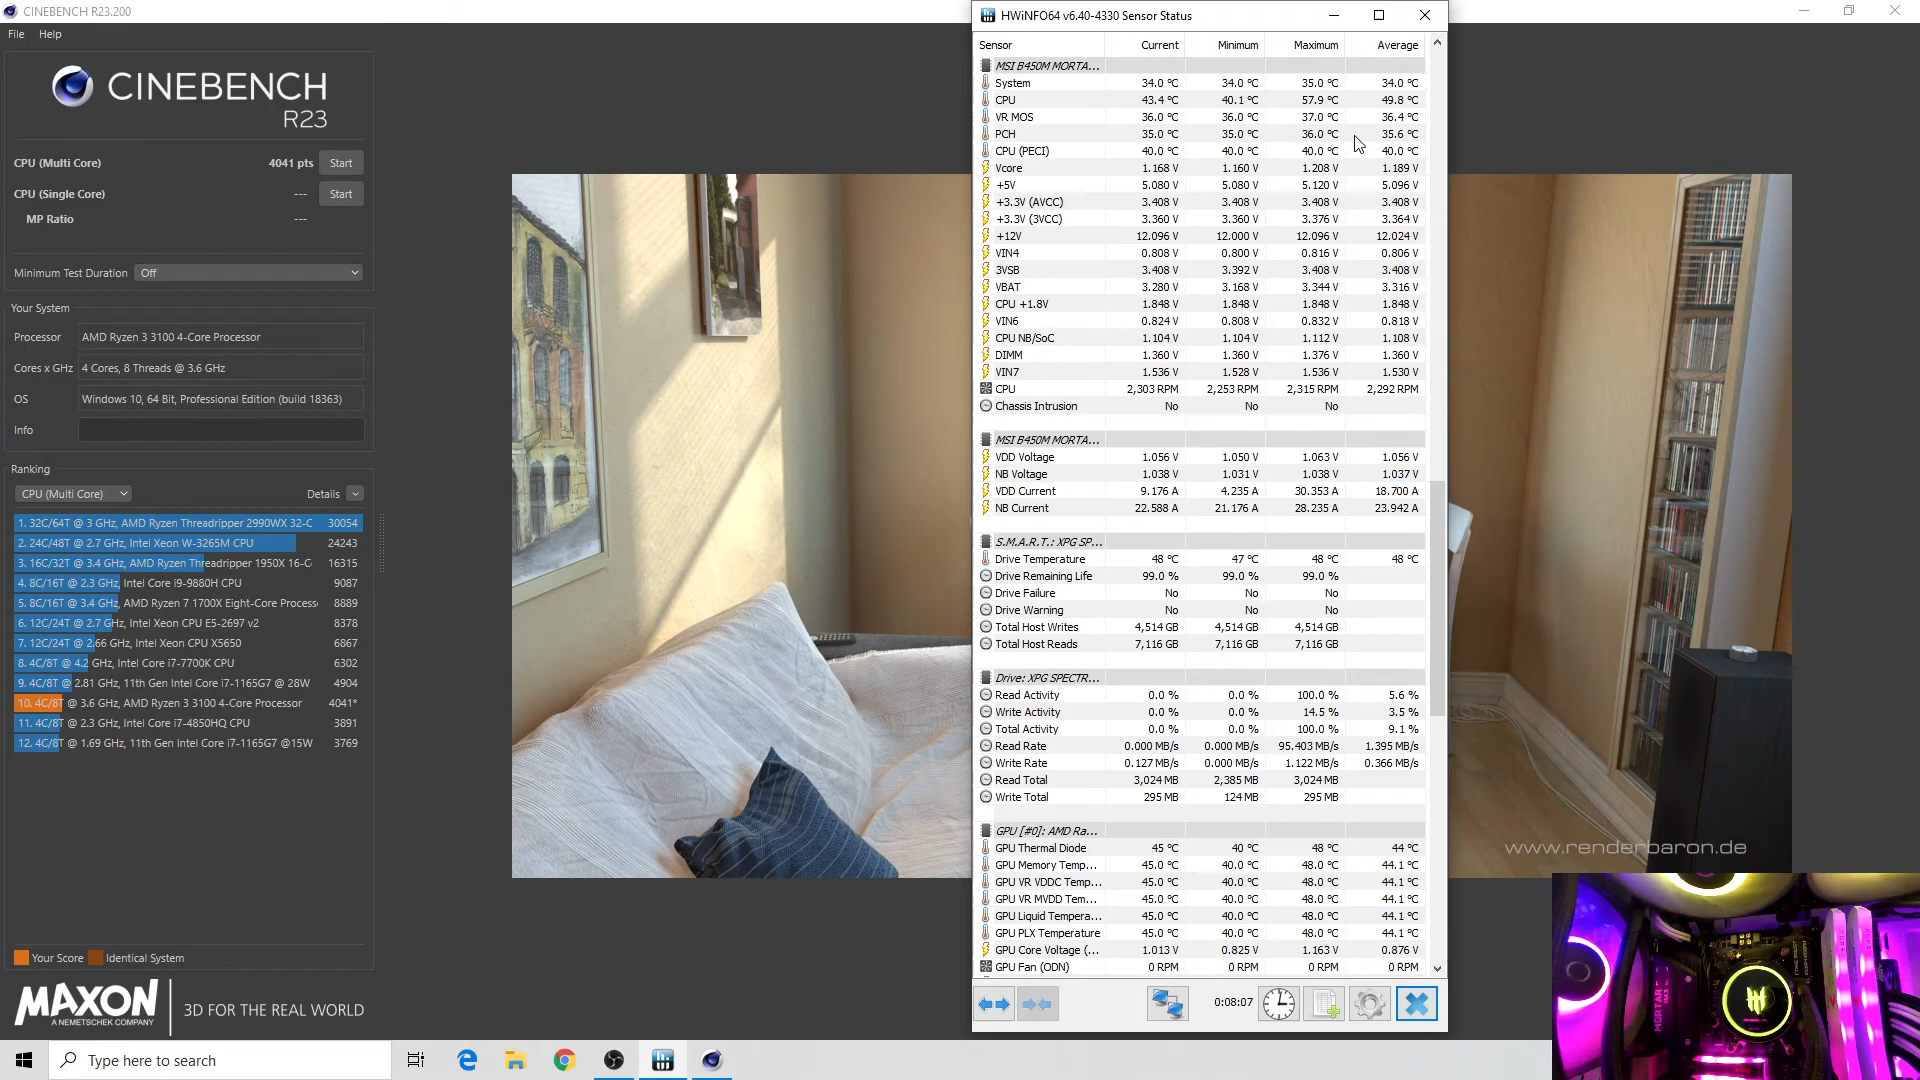 CINEBENCH R23.200
File Help
CINEBENCH
R23
CPU (Multi Core) 4041 pts Start
CPU (Single Core) --- Start
MP Ratio ---
Minimum Test Duration Off
Your System
Processor AMD Ryzen 3 3100 4-Core Processor
Cores x GHz 4 Cores, 8 Threads @ 3.6 GHz
OS Windows 10, 64 Bit, Professional Edition (build 18363)
Info
Ranking
CPU (Multi Core) Details
1. 32C/64T @ 3 GHz, AMD Ryzen Threadripper 2990WX 32-C 30054
2. 24C/48T @ 2.7 GHz, Intel Xeon W-3265M CPU 24243
3. 16C/32T @ 3.4 GHz, AMD Ryzen Threadripper 1950X 16-C 16315
4. 8C/16T @ 2.3 GHz, Intel Core i9-9880H CPU 9087
5. 8C/16T @ 3.4 GHz, AMD Ryzen 7 1700X Eight-Core Process 8889
6. 12C/24T @ 2.7 GHz, Intel Xeon CPU E5-2697 v2 8378
7. 12C/24T @ 2.66 GHz, Intel Xeon CPU X5650 6867
8. 4C/8T @ 4.2 GHz, Intel Core i7-7700K CPU 6302
9. 4C/8T @ 2.81 GHz, 11th Gen Intel Core i7-1165G7 @ 28W 4904
10. 4C/8T @ 3.6 GHz, AMD Ryzen 3 3100 4-Core Processor 4041*
11. 4C/8T @ 2.3 GHz, Intel Core i7-4850HQ CPU 3891
12. 4C/8T @ 1.69 GHz, 11th Gen Intel Core i7-1165G7 @15W 3769
Your Score Identical System
MAXON
A NEMETSCHEK COMPANY
3D FOR THE REAL WORLD
Type here to search
HWiNFO64 v6.40-4330 Sensor Status
Sensor Current Minimum Maximum Average
MSI B450M MORTA...
System 34.0 °C 34.0 °C 35.0 °C 34.0 °C
CPU 43.4 °C 40.1 °C 57.9 °C 49.8 °C
VR MOS 36.0 °C 36.0 °C 37.0 °C 36.4 °C
PCH 35.0 °C 35.0 °C 36.0 °C 35.6 °C
CPU (PECI) 40.0 °C 40.0 °C 40.0 °C 40.0 °C
Vcore 1.168 V 1.160 V 1.208 V 1.189 V
+5V 5.080 V 5.080 V 5.120 V 5.096 V
+3.3V (AVCC) 3.408 V 3.408 V 3.408 V 3.408 V
+3.3V (3VCC) 3.360 V 3.360 V 3.376 V 3.364 V
+12V 12.096 V 12.000 V 12.096 V 12.024 V
VIN4 0.808 V 0.800 V 0.816 V 0.806 V
3VSB 3.408 V 3.392 V 3.408 V 3.408 V
VBAT 3.280 V 3.168 V 3.344 V 3.316 V
CPU +1.8V 1.848 V 1.848 V 1.848 V 1.848 V
VIN6 0.824 V 0.808 V 0.832 V 0.818 V
CPU NB/SoC 1.104 V 1.104 V 1.112 V 1.108 V
DIMM 1.360 V 1.360 V 1.376 V 1.360 V
VIN7 1.536 V 1.528 V 1.536 V 1.530 V
CPU 2,303 RPM 2,253 RPM 2,315 RPM 2,292 RPM
Chassis Intrusion No No No
MSI B450M MORTA...
VDD Voltage 1.056 V 1.050 V 1.063 V 1.056 V
NB Voltage 1.038 V 1.031 V 1.038 V 1.037 V
VDD Current 9.176 A 4.235 A 30.353 A 18.700 A
NB Current 22.588 A 21.176 A 28.235 A 23.942 A
S.M.A.R.T.: XPG SP...
Drive Temperature 48 °C 47 °C 48 °C 48 °C
Drive Remaining Life 99.0 % 99.0 % 99.0 %
Drive Failure No No No
Drive Warning No No No
Total Host Writes 4,514 GB 4,514 GB 4,514 GB
Total Host Reads 7,116 GB 7,116 GB 7,116 GB
Drive: XPG SPECTR...
Read Activity 0.0 % 0.0 % 100.0 % 5.6 %
Write Activity 0.0 % 0.0 % 14.5 % 3.5 %
Total Activity 0.0 % 0.0 % 100.0 % 9.1 %
Read Rate 0.000 MB/s 0.000 MB/s 95.403 MB/s 1.395 MB/s
Write Rate 0.127 MB/s 0.000 MB/s 1.122 MB/s 0.366 MB/s
Read Total 3,024 MB 2,385 MB 3,024 MB
Write Total 295 MB 124 MB 295 MB
GPU [#0]: AMD Ra...
GPU Thermal Diode 45 °C 40 °C 48 °C 44 °C
GPU Memory Temp... 45.0 °C 40.0 °C 48.0 °C 44.1 °C
GPU VR VDDC Temp... 45.0 °C 40.0 °C 48.0 °C 44.1 °C
GPU VR MVDD Tem... 45.0 °C 40.0 °C 48.0 °C 44.1 °C
GPU Liquid Tempera... 45.0 °C 40.0 °C 48.0 °C 44.1 °C
GPU PLX Temperature 45.0 °C 40.0 °C 48.0 °C 44.1 °C
GPU Core Voltage (... 1.013 V 0.825 V 1.163 V 0.876 V
GPU Fan (ODN) 0 RPM 0 RPM 0 RPM 0 RPM
0:08:07
www.renderbaron.de
MORTAR